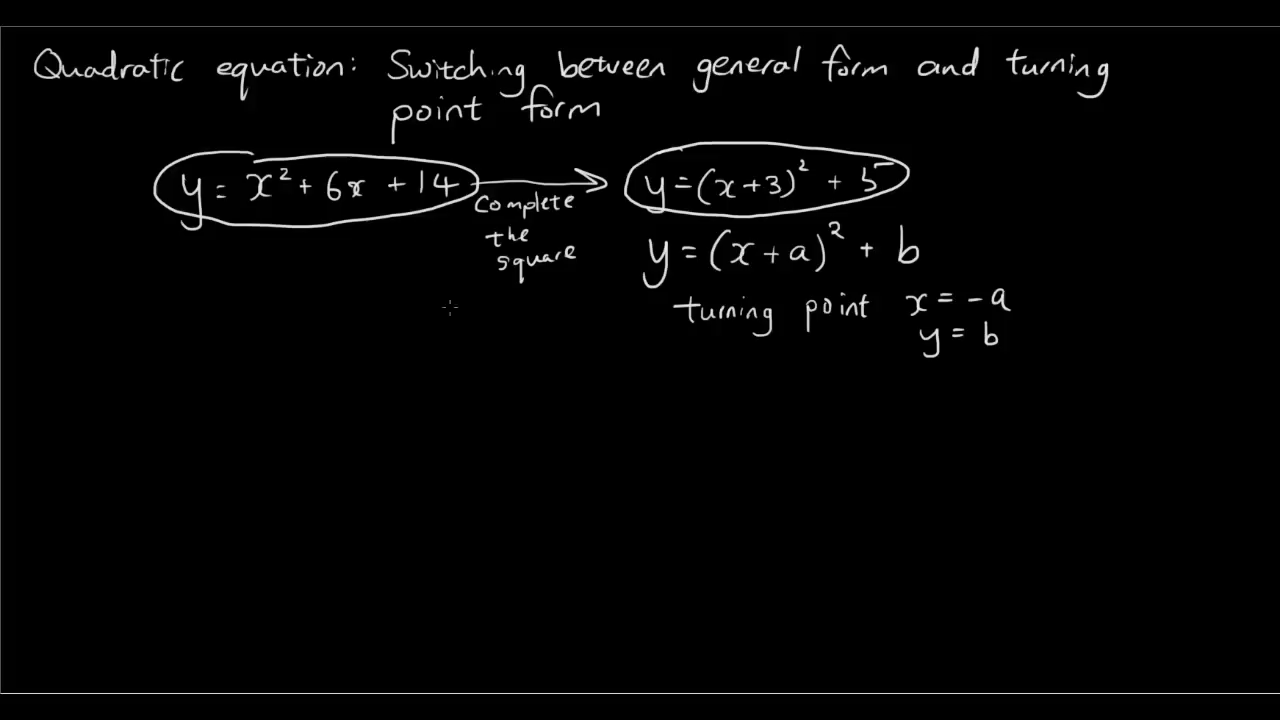 Quadratic equation: Switching between general form and turning
point form
y = x² + 6x + 14
Complete
the
square
y = (x+3)² + 5
y = (x + a)² + b
turning point x = -a
y = b